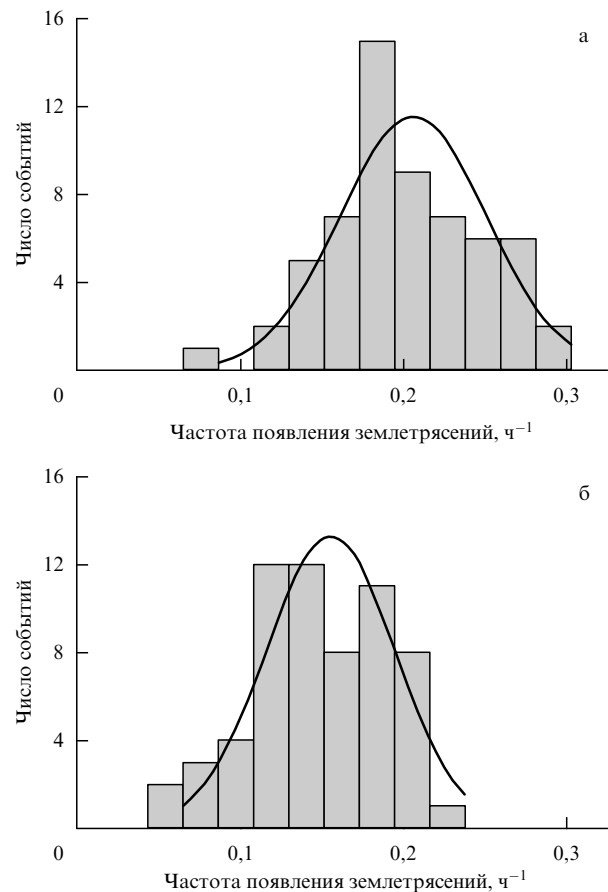 16
а
12
Число событий
8
4
0
0,1
0,2
0,3
Частота появления землетрясений, ч⁻¹
16
б
12
Число событий
8
4
0
0,1
0,2
0,3
Частота появления землетрясений, ч⁻¹